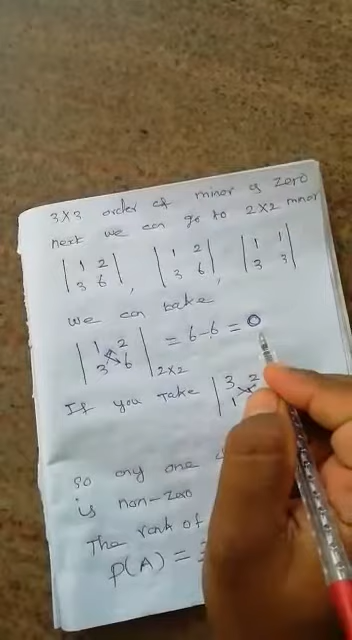 3X3 order of minor is zero
next we can go to 2X2 minor
| 1 2 | , | 1 2 | , | 1 1 |
| 3 6 | | 3 6 | | 3 3 |
we can take
| 1 2 | = 6-6 = 0
| 3 6 | 2x2
If you Take | 3 2
1
so any one
is non-zero
The rank of
P(A) =